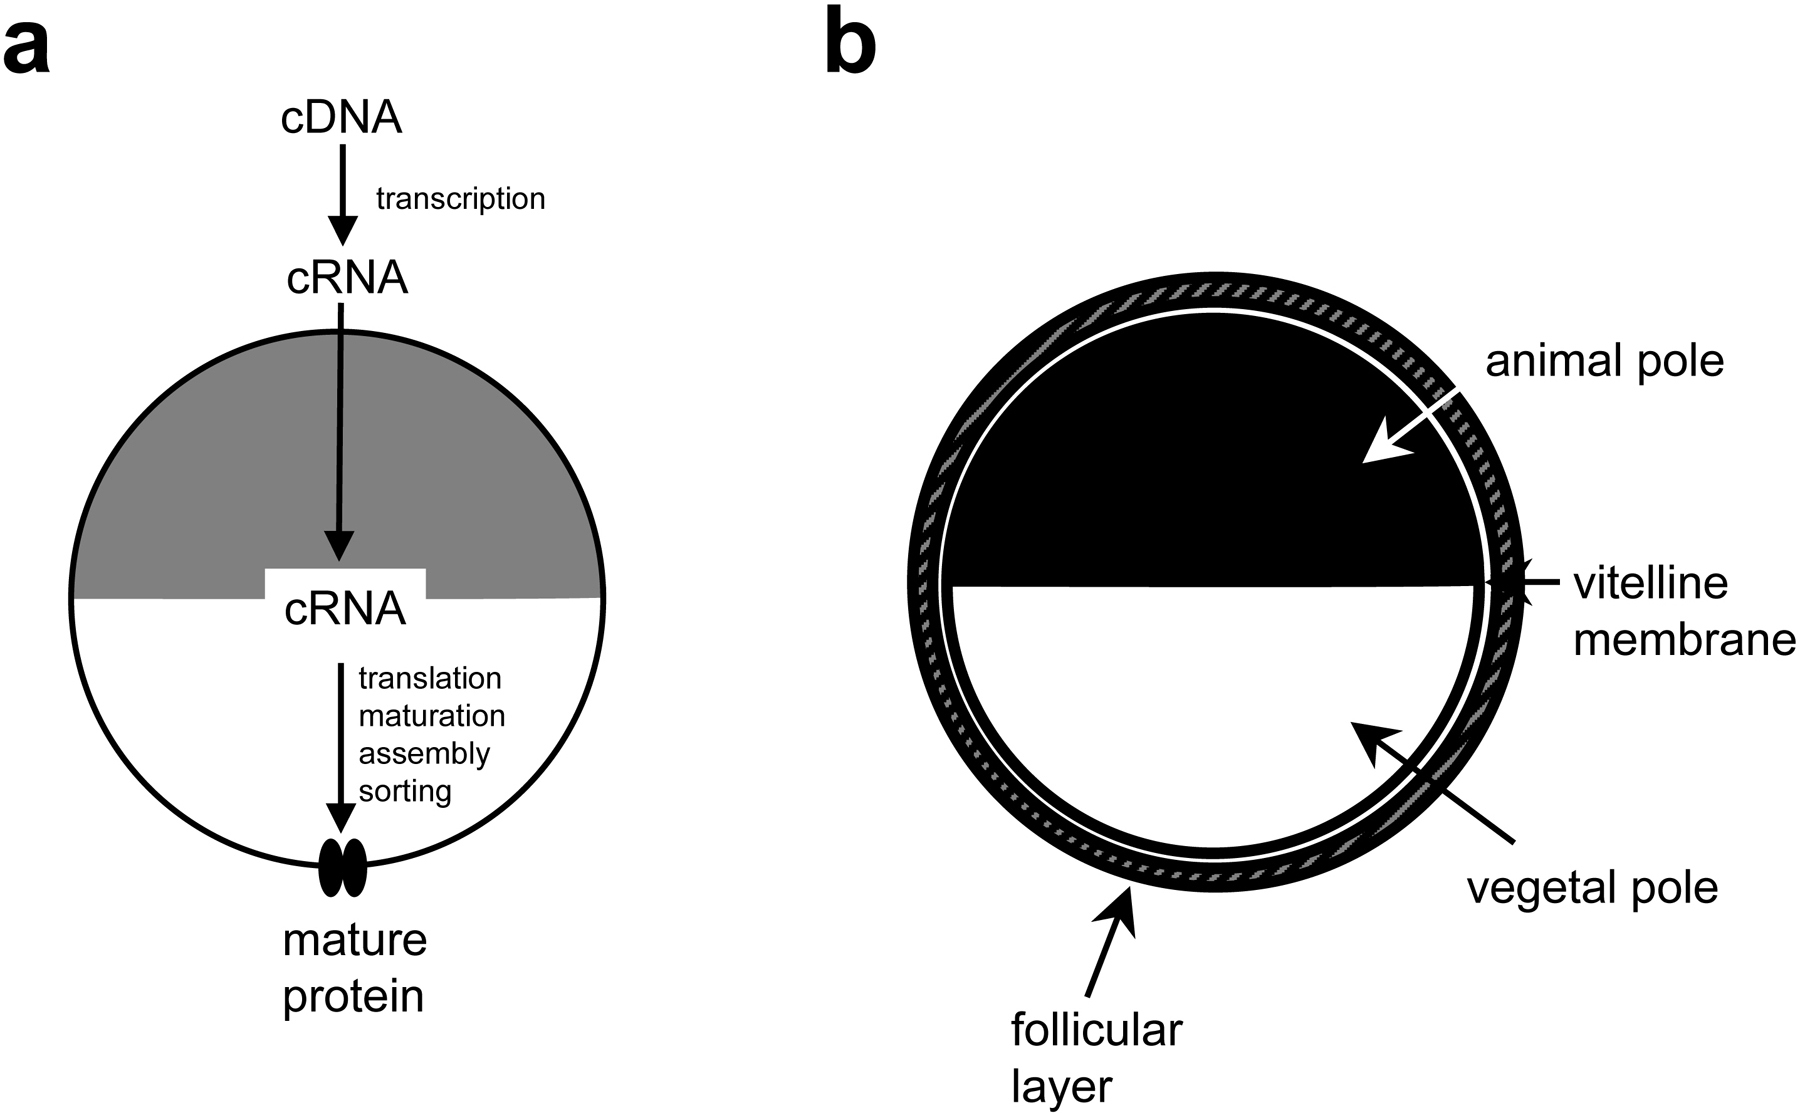 a
cDNA
transcription
cRNA
cRNA
translation
maturation
assembly
sorting
mature
protein
b
animal pole
vitelline
membrane
vegetal pole
follicular
layer